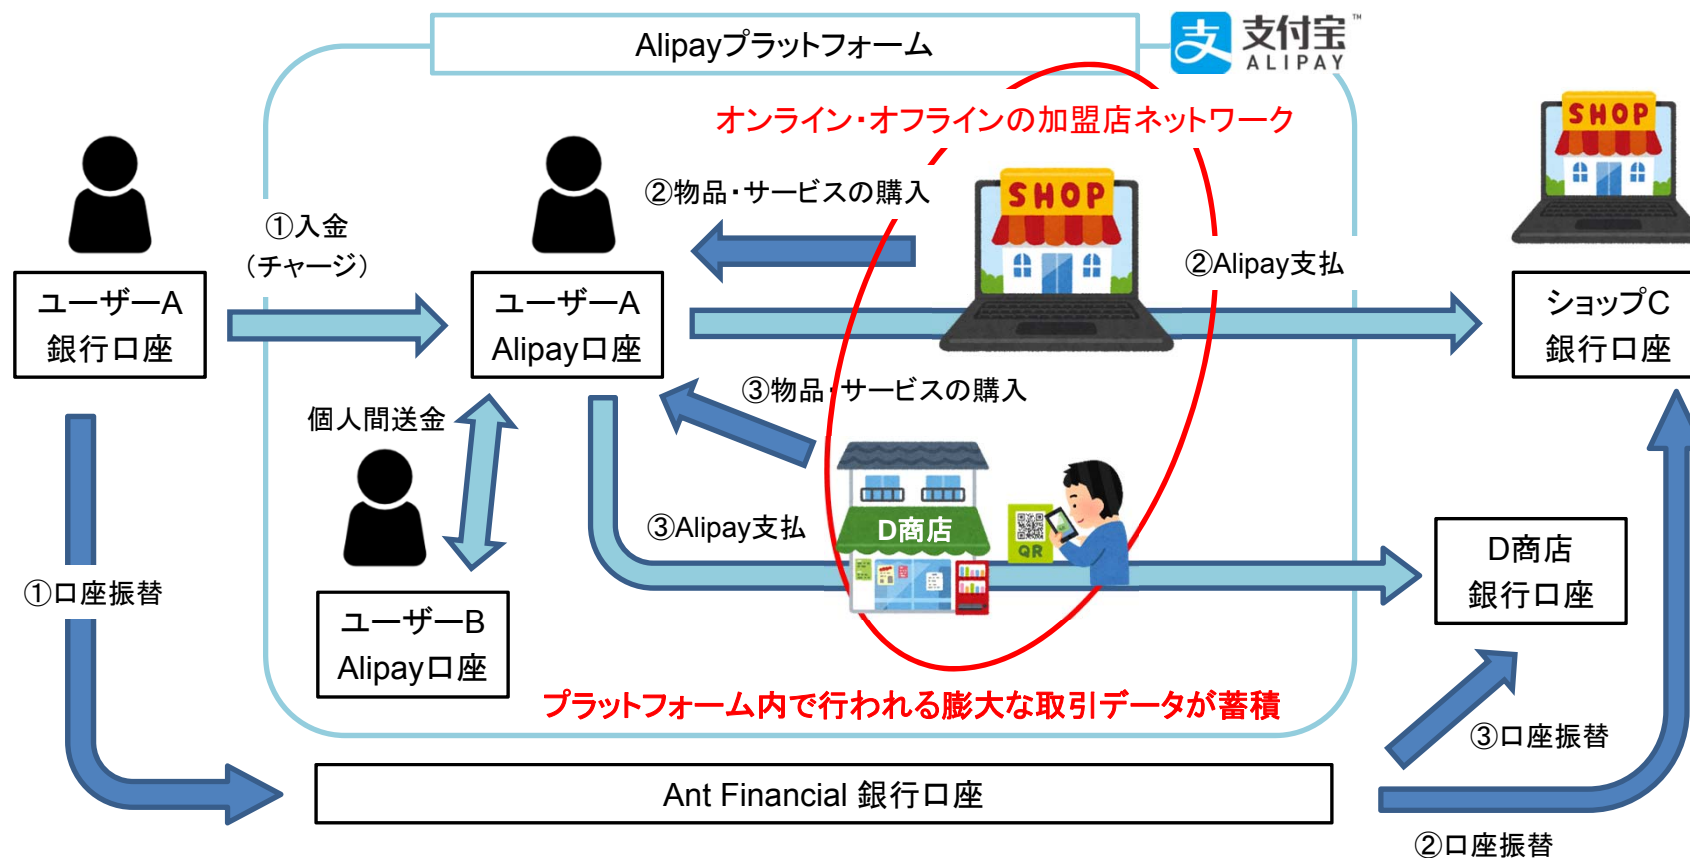 Alipayプラットフォーム
支 支付宝™
ALIPAY
オンライン・オフラインの加盟店ネットワーク
SHOP
SHOP
②物品・サービスの購入
①入金
（チャージ）
②Alipay支払
ユーザーA
銀行口座
ユーザーA
Alipay口座
ショップC
銀行口座
③物品・サービスの購入
個人間送金
③Alipay支払
D商店
QR
D商店
銀行口座
①口座振替
ユーザーB
Alipay口座
プラットフォーム内で行われる膨大な取引データが蓄積
③口座振替
Ant Financial 銀行口座
②口座振替